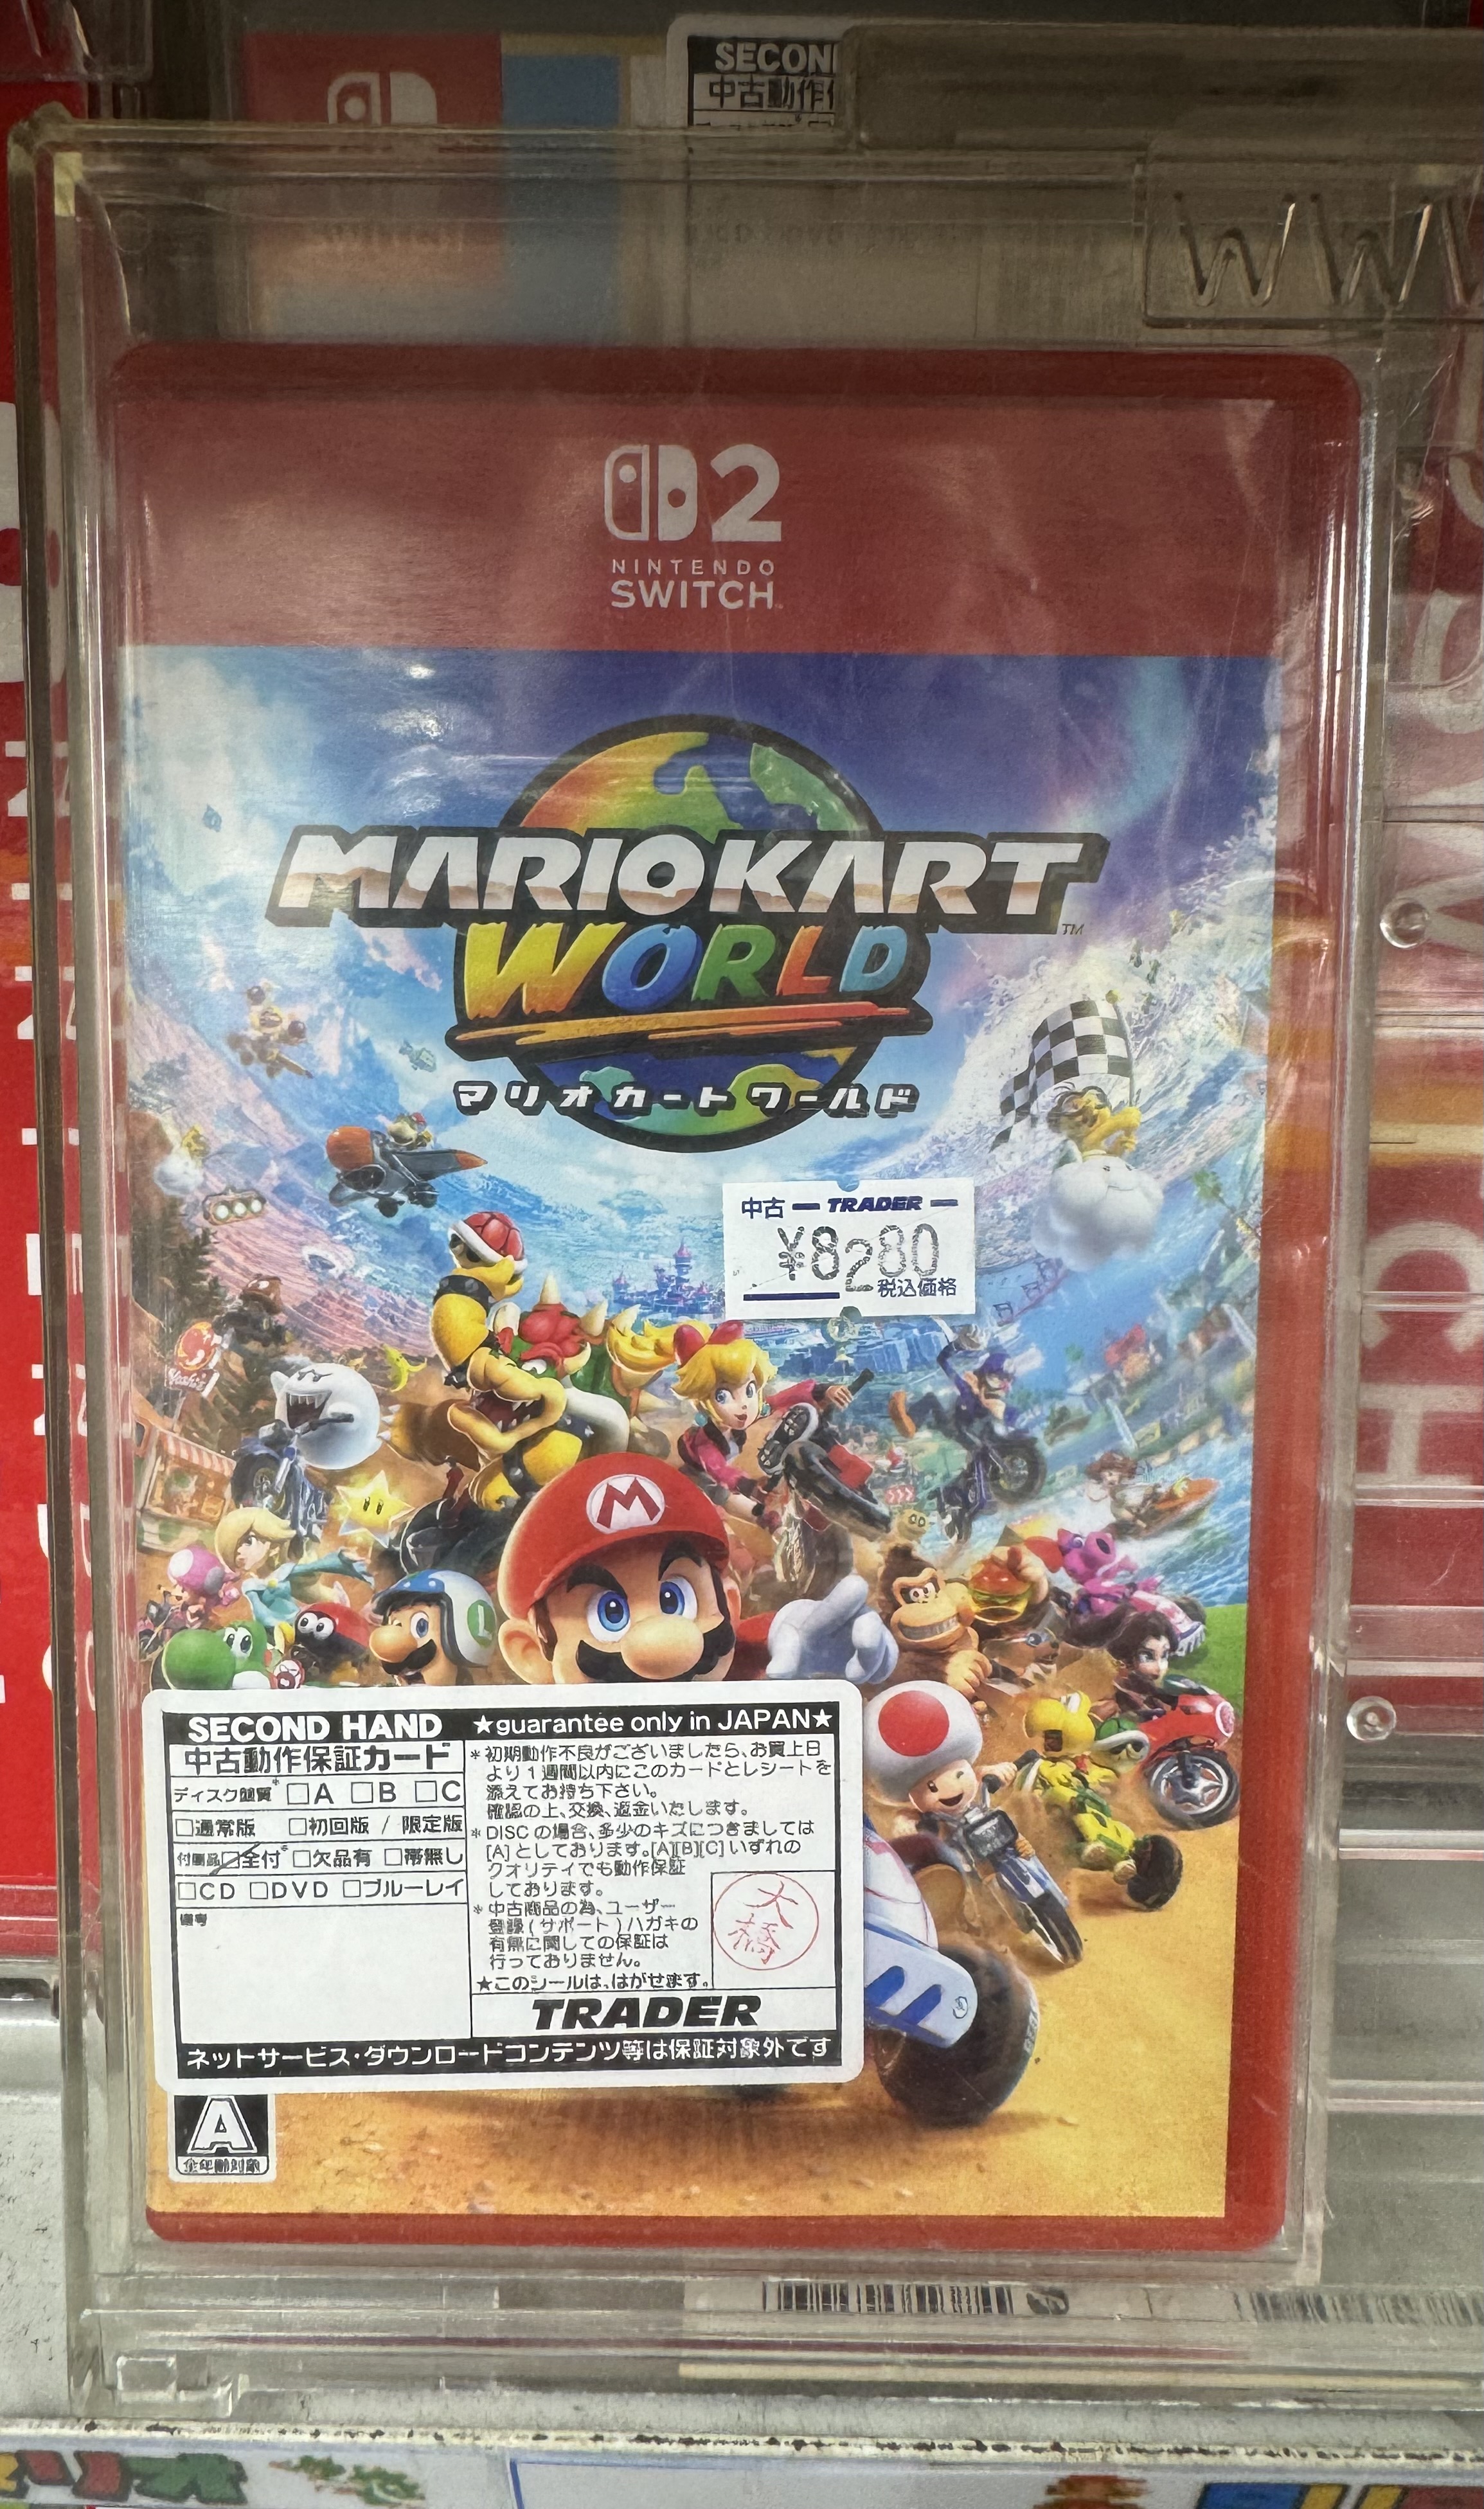 SECON
中古動作
WWW
2
NINTENDO
SWITCH
MARIOKART
WORLD
TM
マリオカート ワールド
中古 — TRADER —
¥8280
税込価格
Yoshi's
M
L
SECOND HAND
★guarantee only in JAPAN★
中古動作保証カード
ディスク盤質* □A □B □C
□通常版 □初回版 / 限定版
付属品□全付* □欠品有 □帯無し
□CD □DVD □ブルーレイ
備考
*初期動作不良がございましたら、お買上日
より1週間以内にこのカードとレシートを
添えてお持ち下さい。
確認の上、交換、返金いたします。
*DISCの場合、多少のキズにつきましては
[A]としております。[A][B][C]いずれの
クオリティでも動作保証
しております。
*中古商品の為、ユーザー
登録(サポート)ハガキの
有無に関しての保証は
行っておりません。
★このシールは、はがせます。
大橋
TRADER
ネットサービス・ダウンロードコンテンツ等は保証対象外です
A
全年齢対象